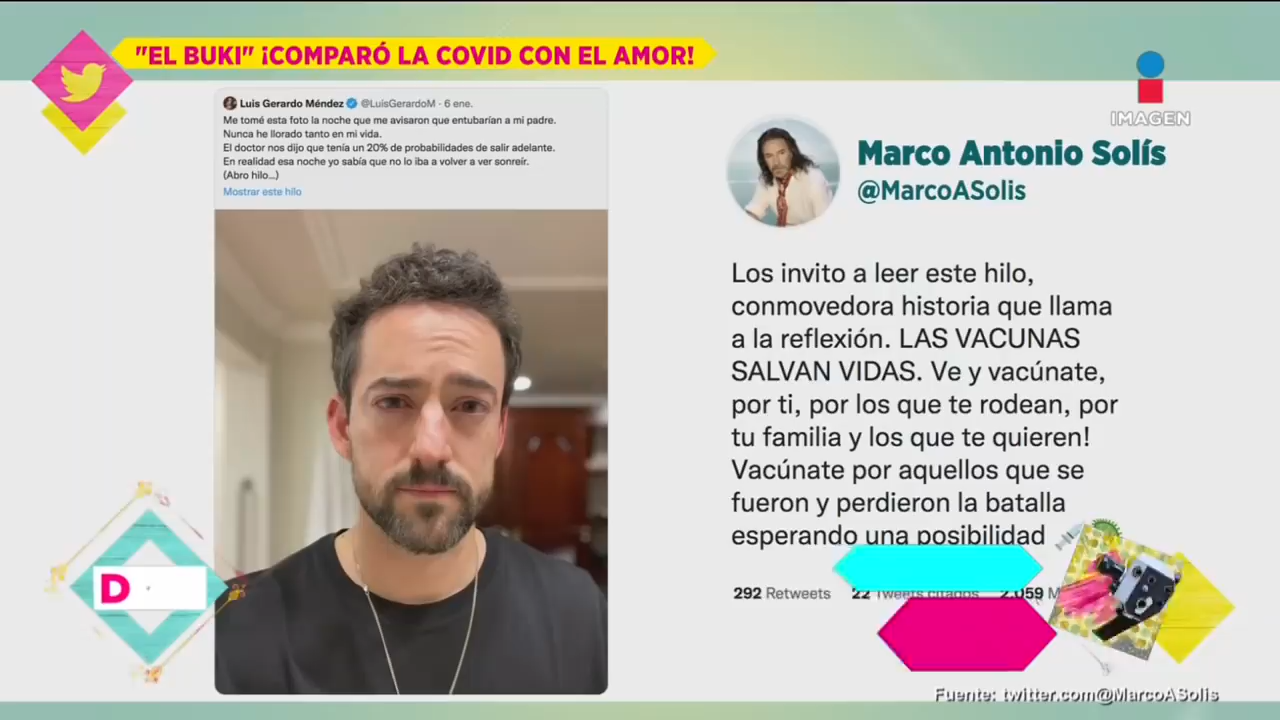 "EL BUKI" ¡COMPARÓ LA COVID CON EL AMOR!
IMAGEN
Luis Gerardo Méndez @LuisGerardoM · 6 ene.
Me tomé esta foto la noche que me avisaron que entubarían a mi padre.
Nunca he llorado tanto en mi vida.
El doctor nos dijo que tenía un 20% de probabilidades de salir adelante.
En realidad esa noche yo sabía que no lo iba a volver a ver sonreír.
(Abro hilo...)
Mostrar este hilo
Marco Antonio Solís
@MarcoASolis
Los invito a leer este hilo,
conmovedora historia que llama
a la reflexión. LAS VACUNAS
SALVAN VIDAS. Ve y vacúnate,
por ti, por los que te rodean, por
tu familia y los que te quieren!
Vacúnate por aquellos que se
fueron y perdieron la batalla
esperando una posibilidad
292 Retweets 22 Tweets citados 2.059 M
D
Fuente: twitter.com@MarcoASolis